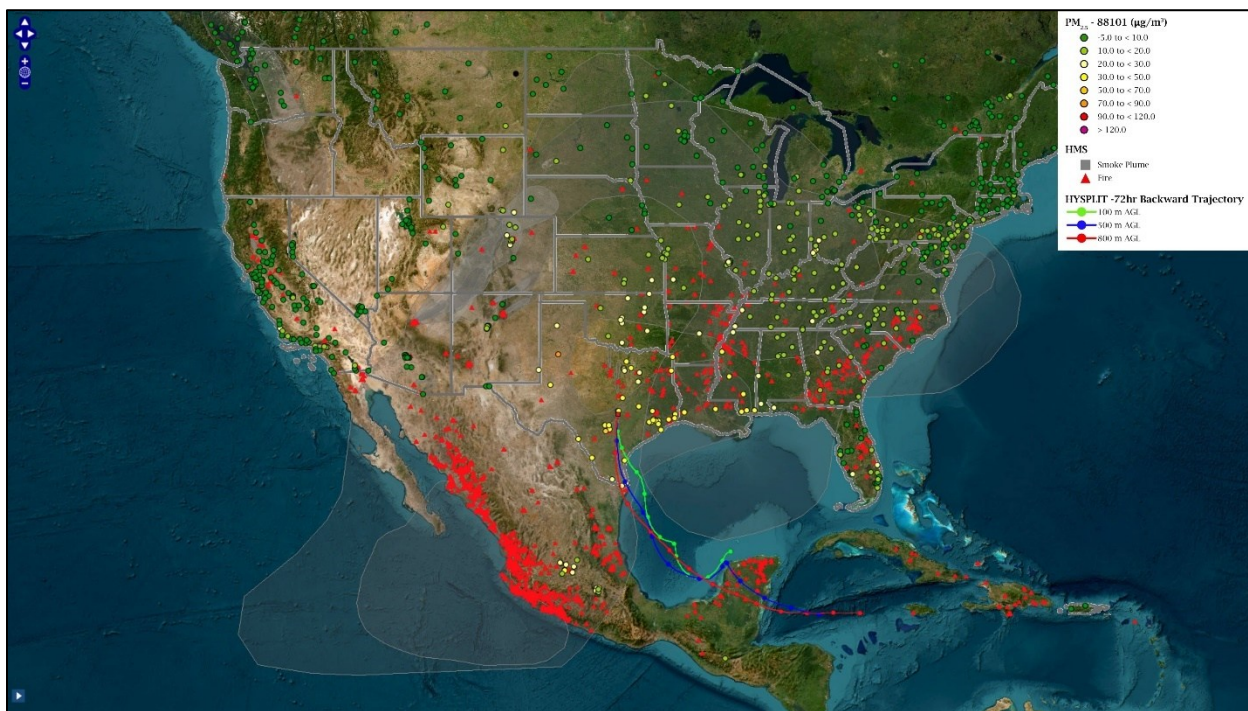 PM2.5 - 88101 (µg/m³)
-5.0 to < 10.0
10.0 to < 20.0
20.0 to < 30.0
30.0 to < 50.0
50.0 to < 70.0
70.0 to < 90.0
90.0 to < 120.0
> 120.0
HMS
Smoke Plume
Fire
HYSPLIT -72hr Backward Trajectory
100 m AGL
500 m AGL
800 m AGL